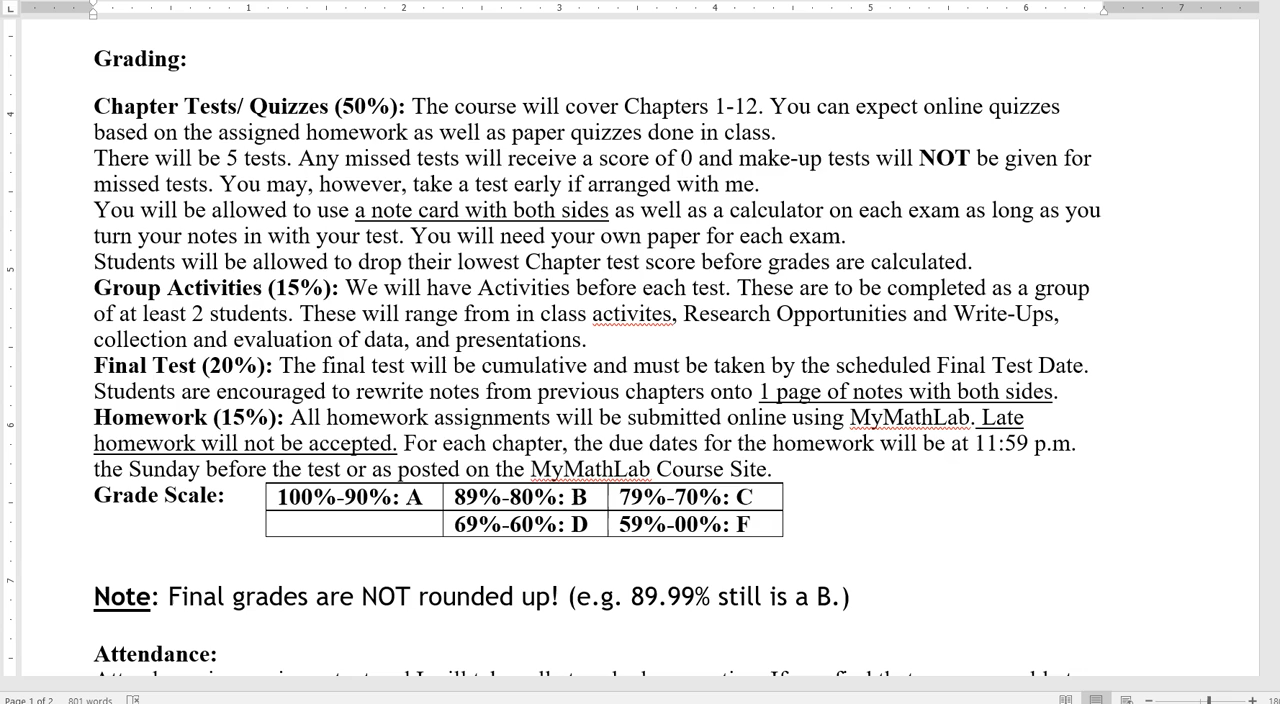 1 2 3 4 5 6 7
Grading:
Chapter Tests/ Quizzes (50%): The course will cover Chapters 1-12. You can expect online quizzes
based on the assigned homework as well as paper quizzes done in class.
There will be 5 tests. Any missed tests will receive a score of 0 and make-up tests will NOT be given for
missed tests. You may, however, take a test early if arranged with me.
You will be allowed to use a note card with both sides as well as a calculator on each exam as long as you
turn your notes in with your test. You will need your own paper for each exam.
Students will be allowed to drop their lowest Chapter test score before grades are calculated.
Group Activities (15%): We will have Activities before each test. These are to be completed as a group
of at least 2 students. These will range from in class activites, Research Opportunities and Write-Ups,
collection and evaluation of data, and presentations.
Final Test (20%): The final test will be cumulative and must be taken by the scheduled Final Test Date.
Students are encouraged to rewrite notes from previous chapters onto 1 page of notes with both sides.
Homework (15%): All homework assignments will be submitted online using MyMathLab. Late
homework will not be accepted. For each chapter, the due dates for the homework will be at 11:59 p.m.
the Sunday before the test or as posted on the MyMathLab Course Site.
Grade Scale: 100%-90%: A 89%-80%: B 79%-70%: C
69%-60%: D 59%-00%: F
Note: Final grades are NOT rounded up! (e.g. 89.99% still is a B.)
Attendance:
Page 1 of 2 801 words